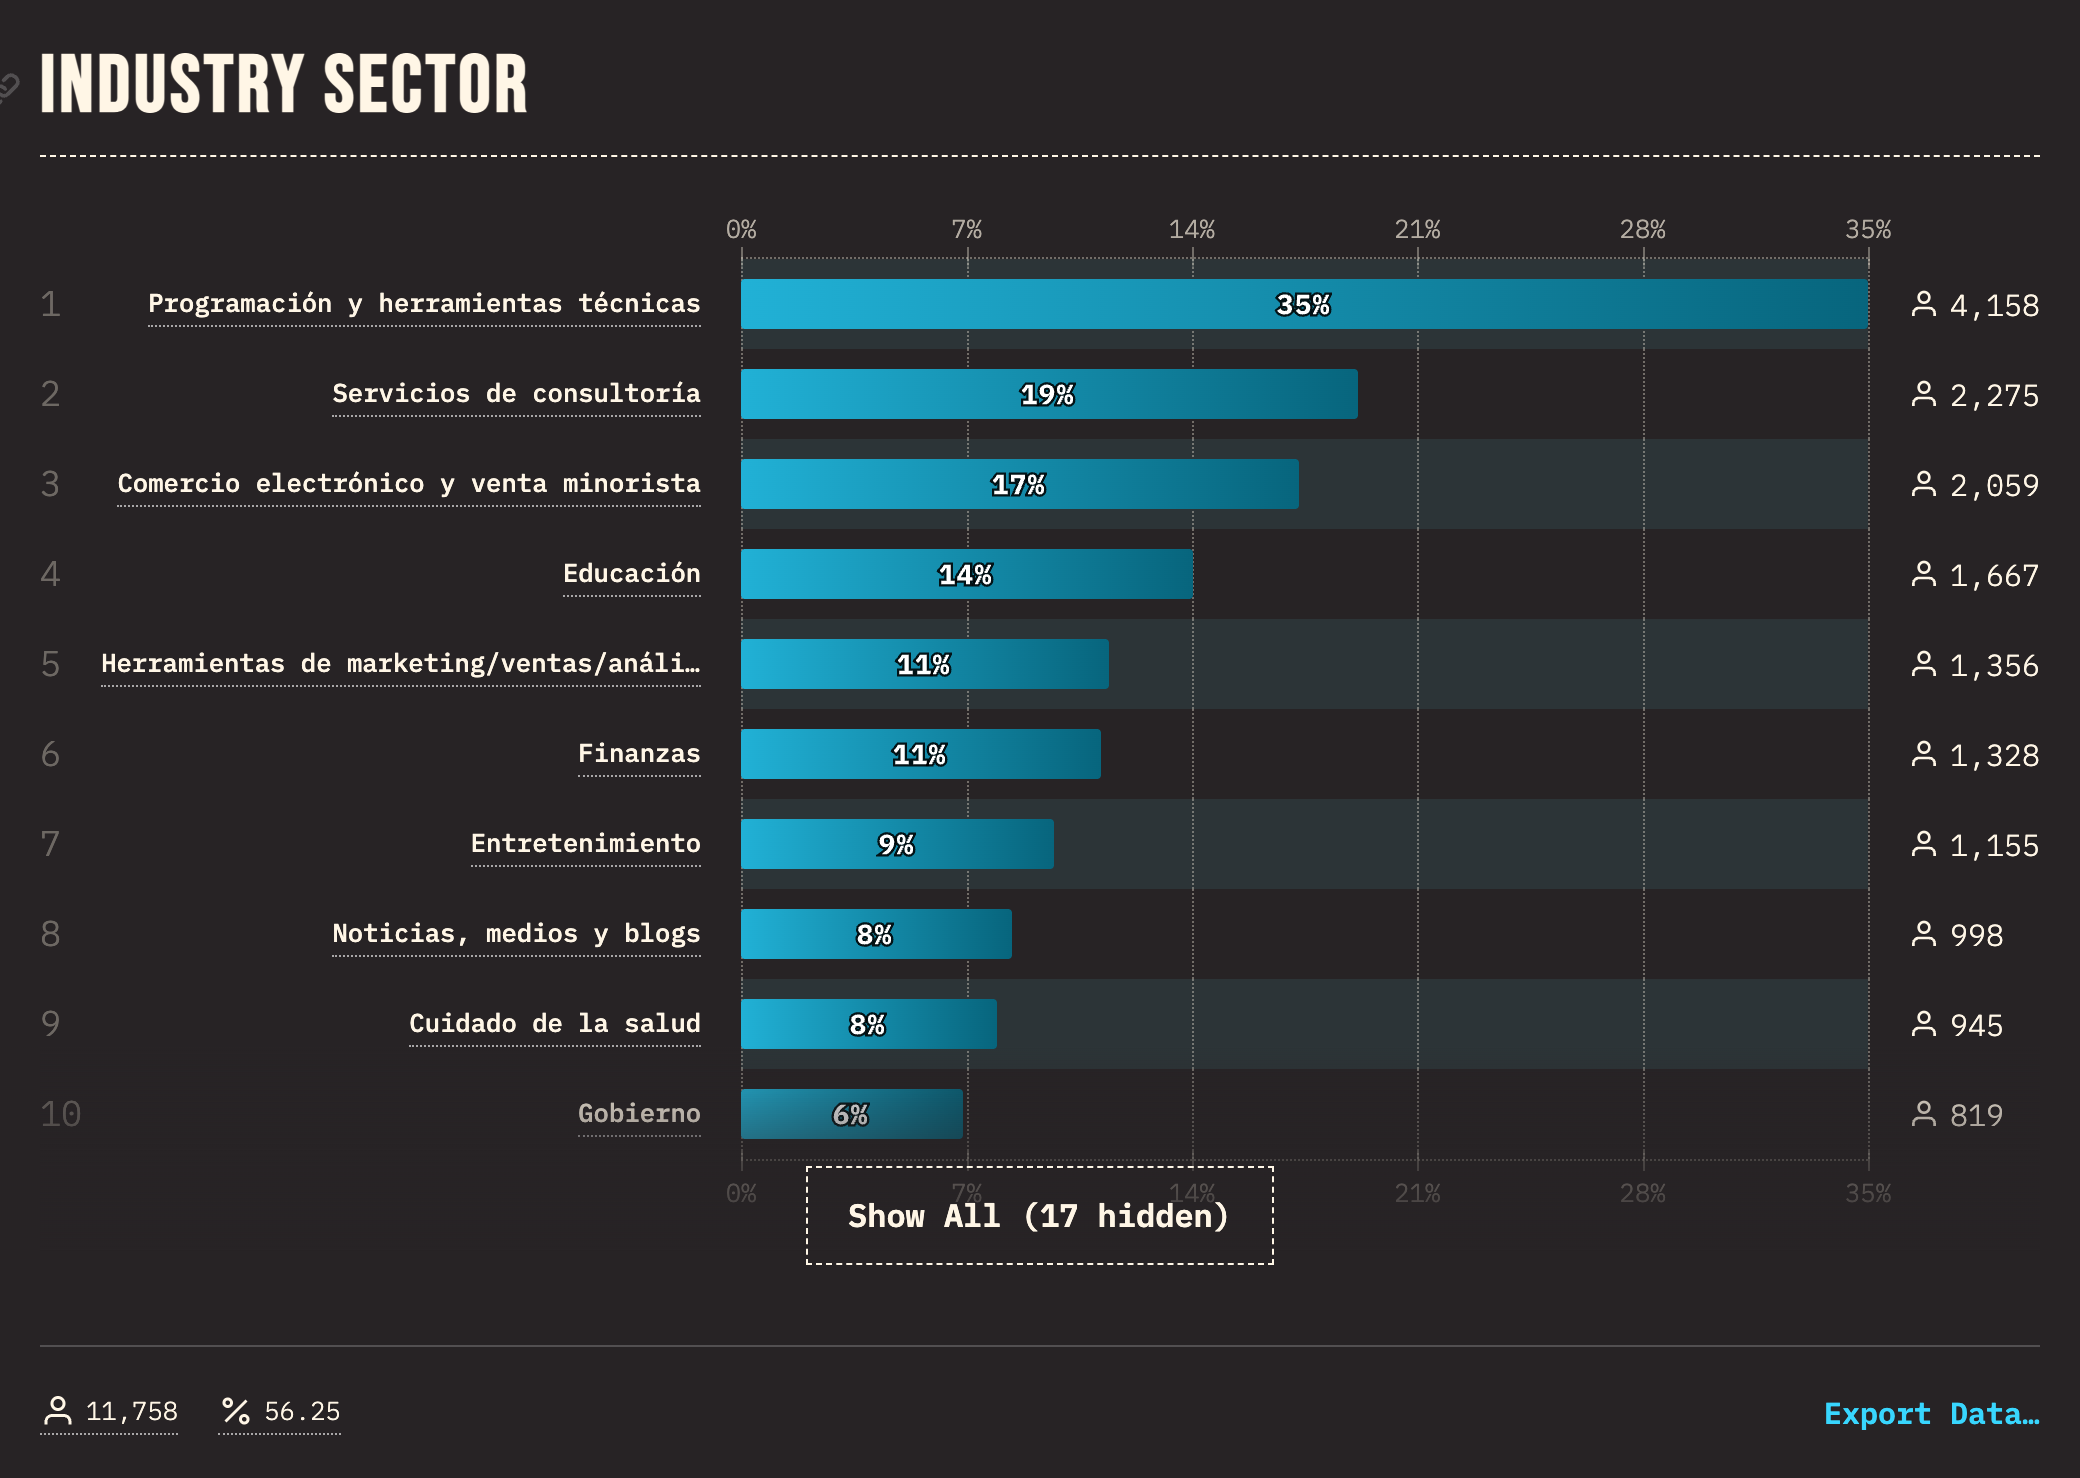 INDUSTRY SECTOR
0% 7% 14% 21% 28% 35%
1 Programación y herramientas técnicas 35% 4,158
2 Servicios de consultoría 19% 2,275
3 Comercio electrónico y venta minorista 17% 2,059
4 Educación 14% 1,667
5 Herramientas de marketing/ventas/análi… 11% 1,356
6 Finanzas 11% 1,328
7 Entretenimiento 9% 1,155
8 Noticias, medios y blogs 8% 998
9 Cuidado de la salud 8% 945
10 Gobierno 6% 819
0% 7% 14% 21% 28% 35%
Show All (17 hidden)
11,758 % 56.25 Export Data…